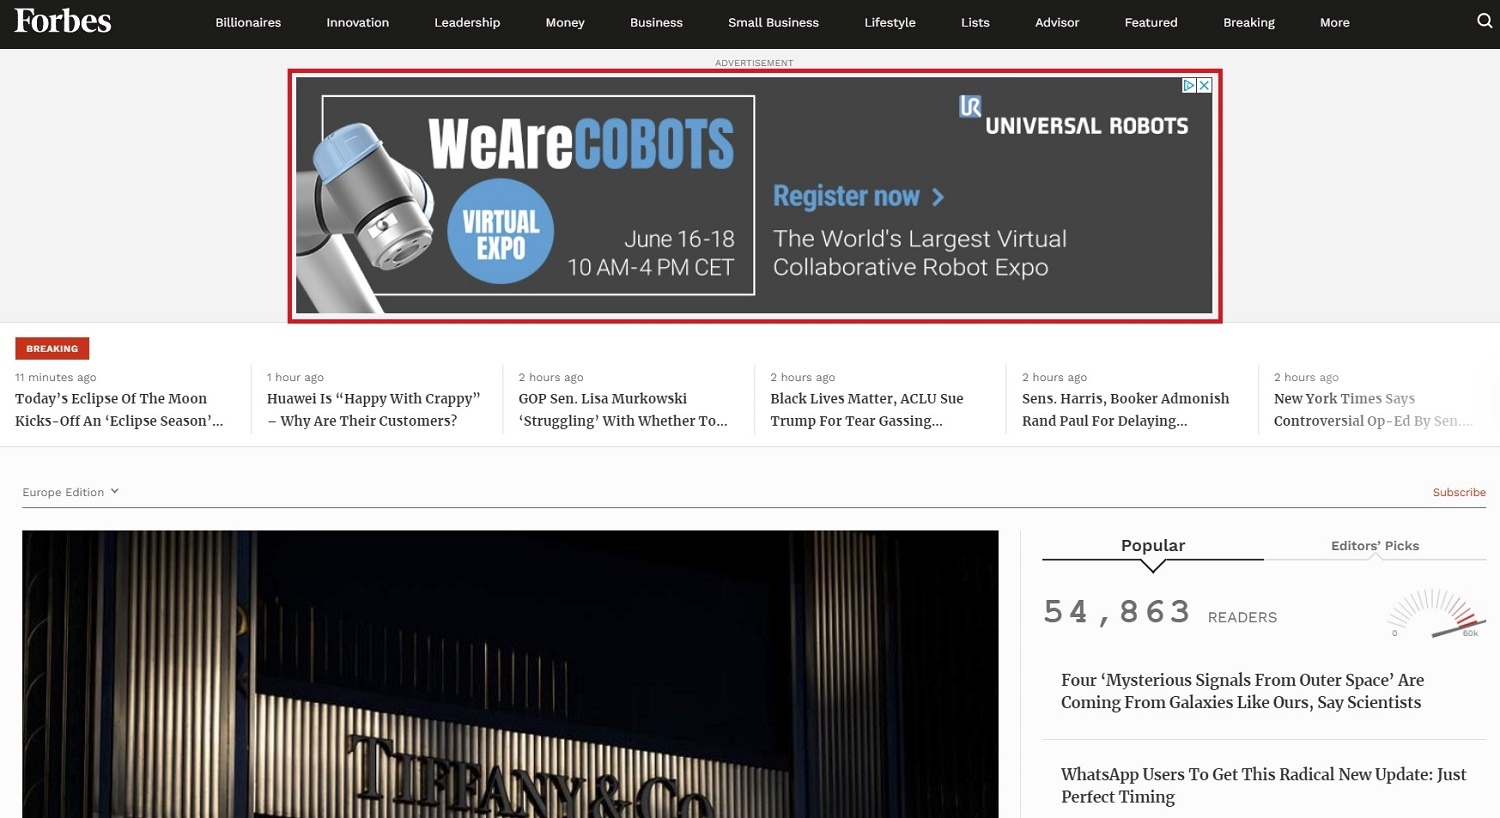 Forbes
Billionaires Innovation Leadership Money Business Small Business Lifestyle Lists Advisor Featured Breaking More
ADVERTISEMENT
WeAreCOBOTS
VIRTUAL
EXPO
June 16-18
10 AM-4 PM CET
UR
UNIVERSAL ROBOTS
Register now >
The World's Largest Virtual
Collaborative Robot Expo
BREAKING
11 minutes ago
Today’s Eclipse Of The Moon
Kicks-Off An ‘Eclipse Season’...
1 hour ago
Huawei Is “Happy With Crappy”
– Why Are Their Customers?
2 hours ago
GOP Sen. Lisa Murkowski
‘Struggling’ With Whether To...
2 hours ago
Black Lives Matter, ACLU Sue
Trump For Tear Gassing...
2 hours ago
Sens. Harris, Booker Admonish
Rand Paul For Delaying...
2 hours ago
New York Times Says
Controversial Op-Ed By Sen....
Europe Edition
Subscribe
TIFFANY & CO
Popular
Editors’ Picks
54,863 READERS
0 60k
Four ‘Mysterious Signals From Outer Space’ Are
Coming From Galaxies Like Ours, Say Scientists
WhatsApp Users To Get This Radical New Update: Just
Perfect Timing